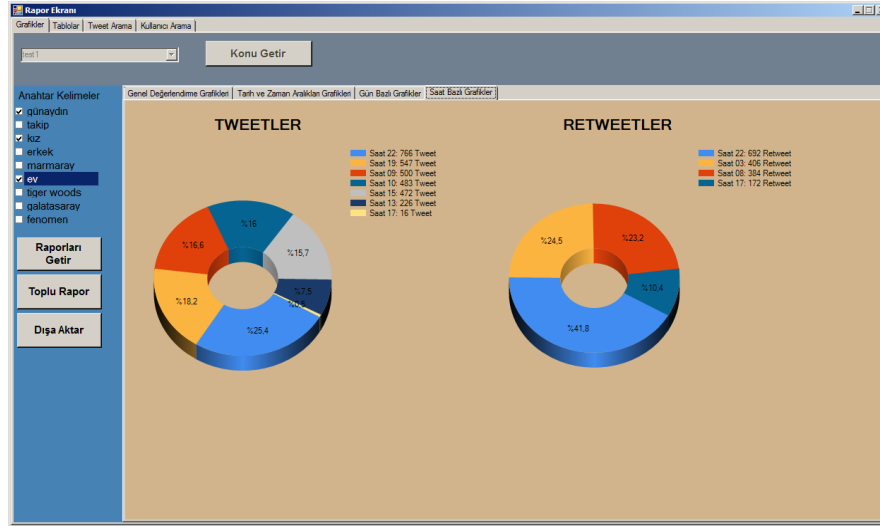 Rapor Ekranı
Grafikler Tablolar Tweet Arama Kullanıcı Arama
test1
Konu Getir
Anahtar Kelimeler
günaydın
takip
kız
erkek
marmaray
ev
tiger woods
galatasaray
fenomen
Raporları
Getir
Toplu Rapor
Dışa Aktar
Genel Değerlendirme Grafikleri Tarih ve Zaman Aralıkları Grafikleri Gün Bazlı Grafikler Saat Bazlı Grafikler
TWEETLER
Saat 22: 766 Tweet
Saat 19: 547 Tweet
Saat 09: 500 Tweet
Saat 10: 483 Tweet
Saat 15: 472 Tweet
Saat 13: 226 Tweet
Saat 17: 16 Tweet
%16
%16,6
%15,7
%7,5
%18,2
%25,4
RETWEETLER
Saat 22: 692 Retweet
Saat 03: 406 Retweet
Saat 08: 384 Retweet
Saat 17: 172 Retweet
%24,5
%23,2
%10,4
%41,8